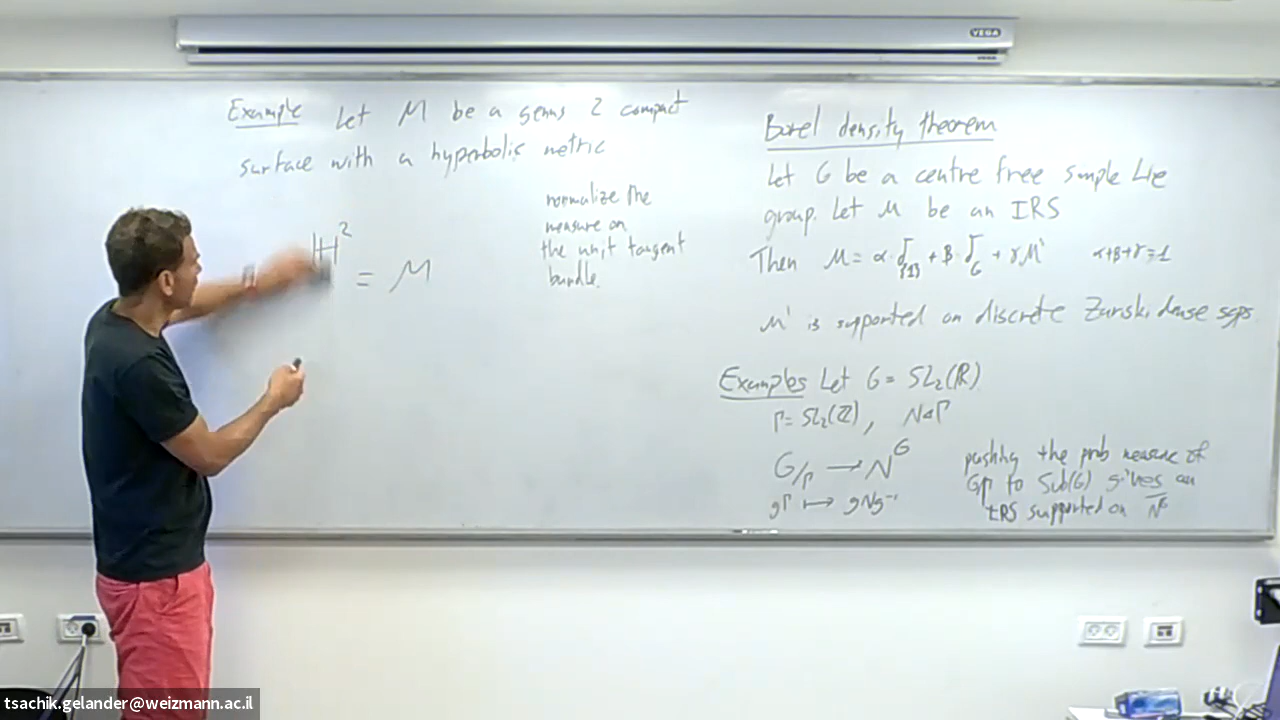 VEGA
Example Let M be a genus 2 compact
surface with a hyperbolic metric
normalize the
measure on
the unit tangent
bundle.
H² = M
Borel density theorem
Let G be a centre free simple Lie
group. Let μ be an IRS
Then μ = α·δ_{1} + β·δ_G + γμ' α+β+γ=1
μ' is supported on discrete Zariski dense sgps
Examples Let G = SL₂(ℝ)
Γ = SL₂(ℤ), N◁Γ
G/Γ → N^G
gΓ ↦ gNg⁻¹
pushing the prob measure of
G/Γ to Sub(G) gives an
IRS supported on
tsachik.gelander@weizmann.ac.il